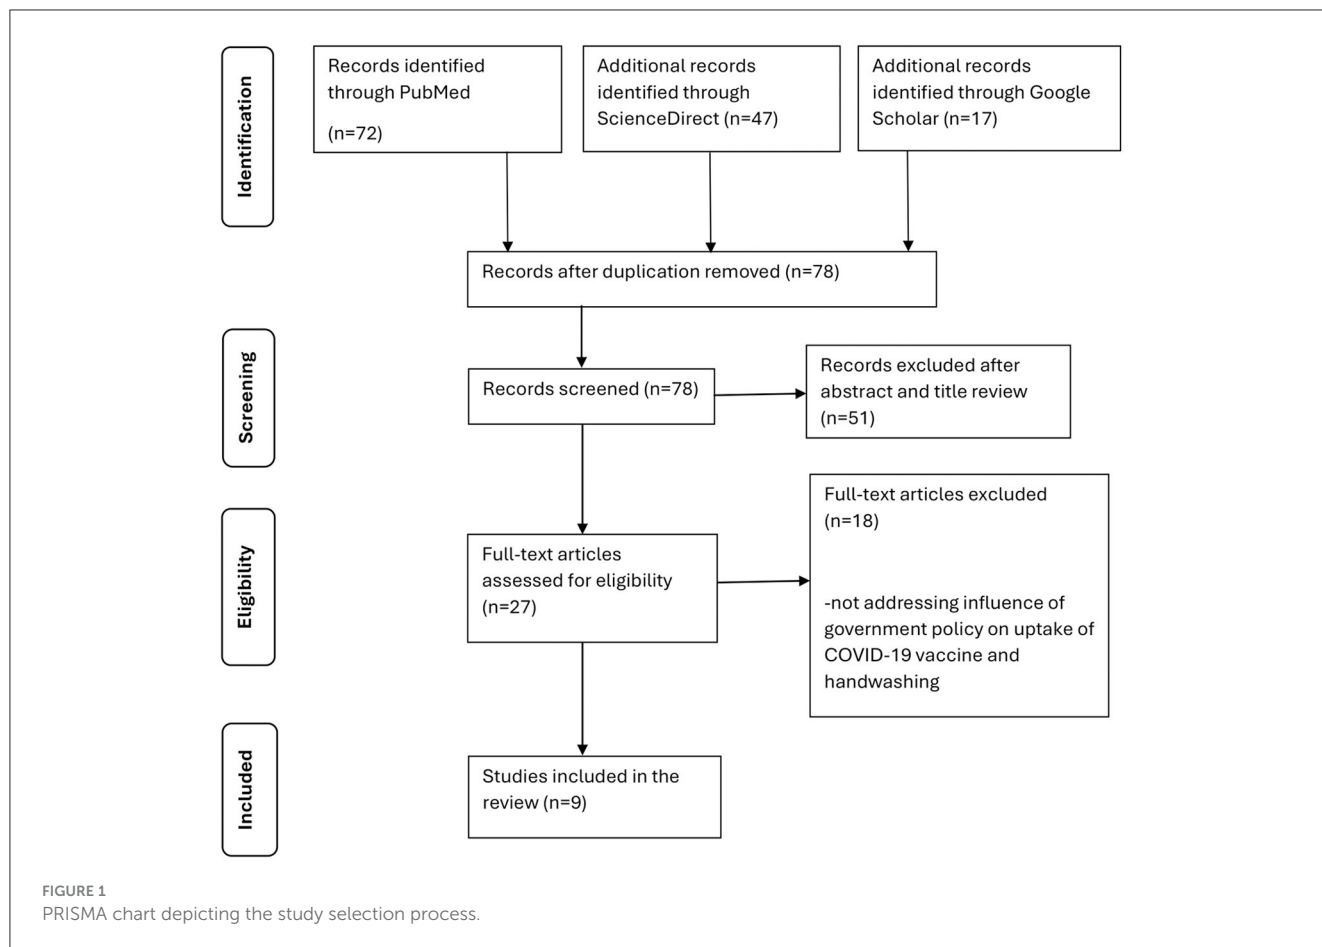 Identification
Records identified
through PubMed
(n=72)
Additional records
identified through
ScienceDirect (n=47)
Additional records
identified through Google
Scholar (n=17)
Records after duplication removed (n=78)
Screening
Records screened (n=78)
Records excluded after
abstract and title review
(n=51)
Eligibility
Full-text articles
assessed for eligibility
(n=27)
Full-text articles excluded
(n=18)
-not addressing influence of
government policy on uptake of
COVID-19 vaccine and
handwashing
Included
Studies included in the
review (n=9)
FIGURE 1
PRISMA chart depicting the study selection process.